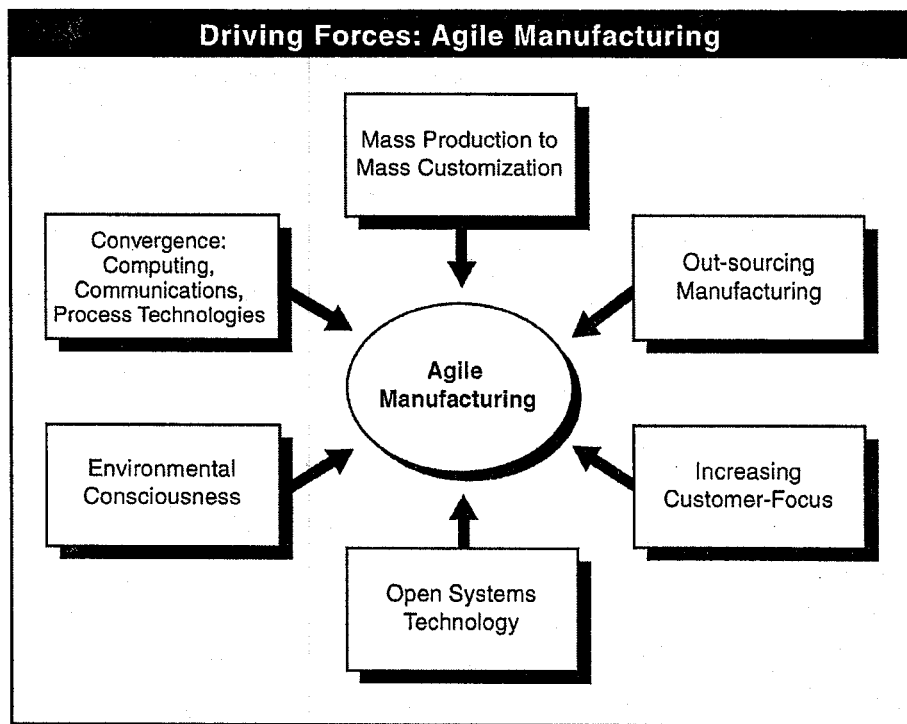 Driving Forces: Agile Manufacturing
Mass Production to
Mass Customization
Convergence:
Computing,
Communications,
Process Technologies
Out-sourcing
Manufacturing
Agile
Manufacturing
Environmental
Consciousness
Increasing
Customer-Focus
Open Systems
Technology